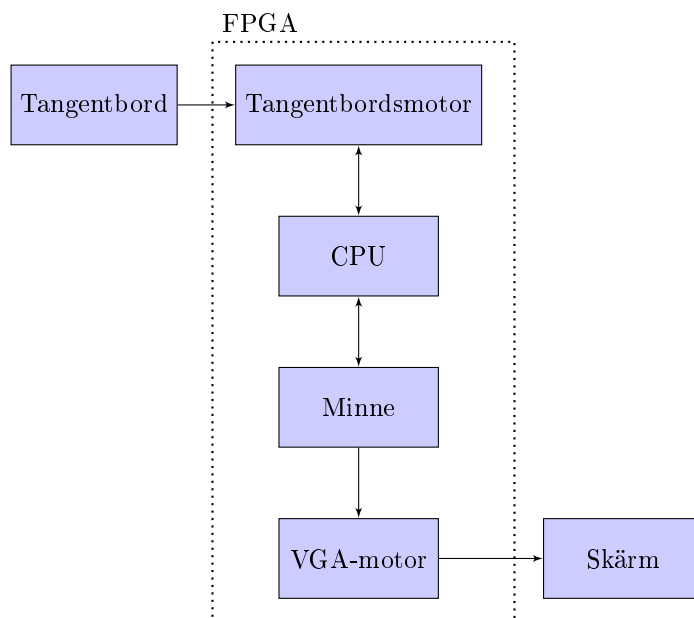 FPGA
Tangentbord
Tangentbordsmotor
CPU
Minne
VGA-motor
Skärm